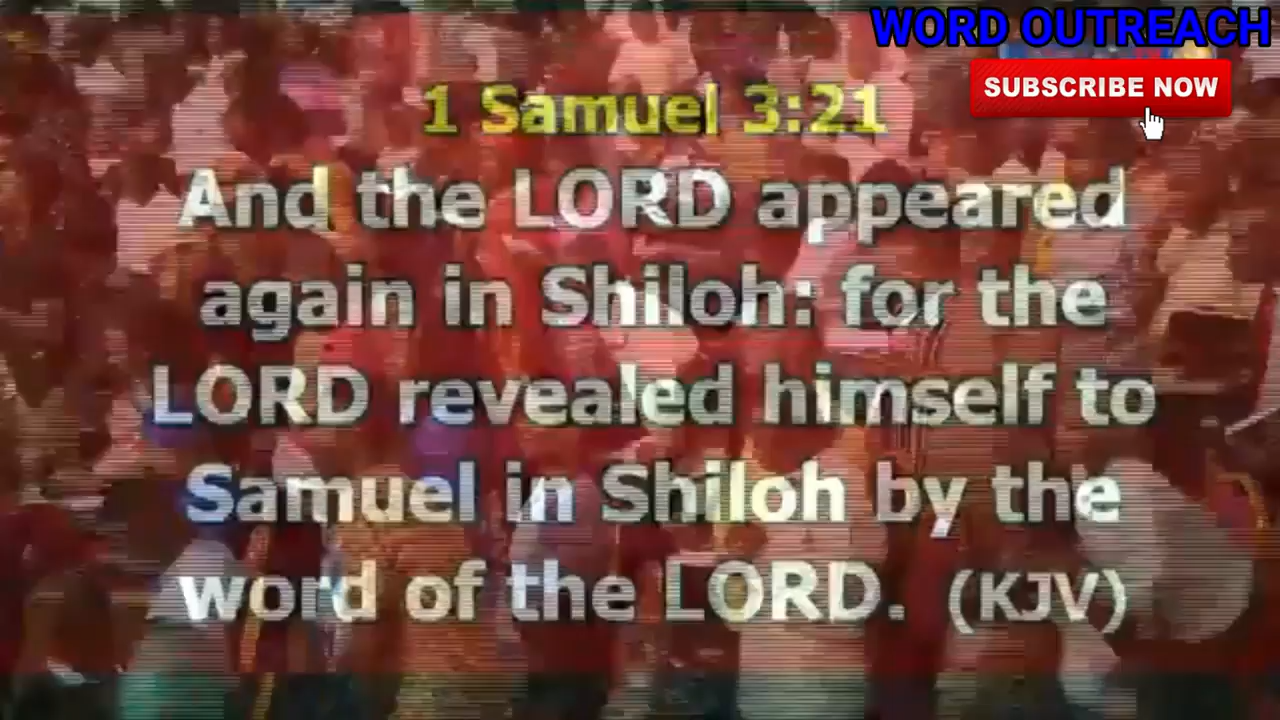 WORD OUTREACH
SUBSCRIBE NOW
1 Samuel 3:21
And the LORD appeared
again in Shiloh: for the
LORD revealed himself to
Samuel in Shiloh by the
word of the LORD. (KJV)